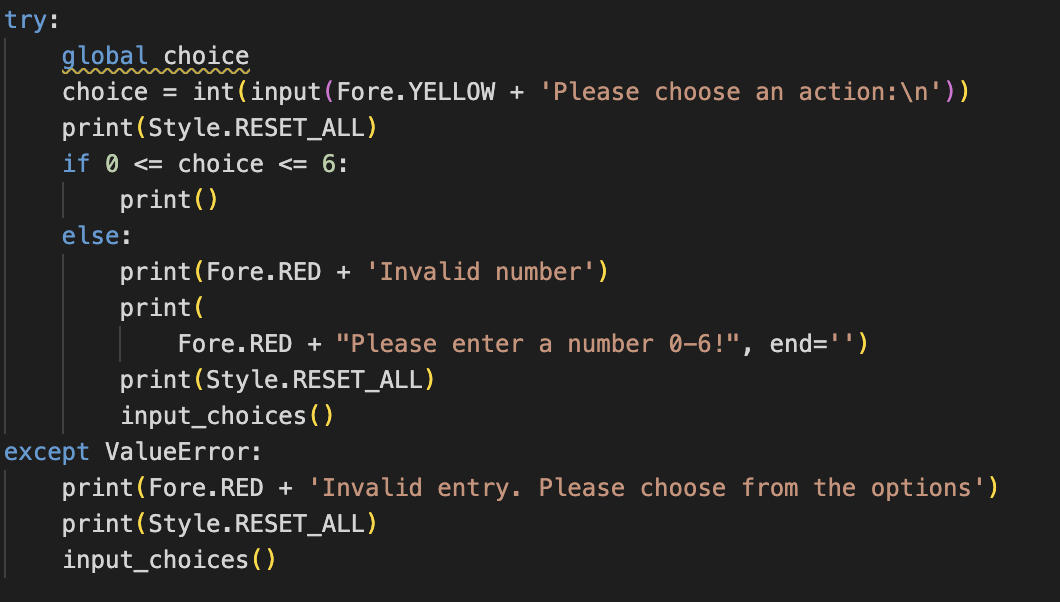 try:
    global choice
    choice = int(input(Fore.YELLOW + 'Please choose an action:\n'))
    print(Style.RESET_ALL)
    if 0 <= choice <= 6:
        print()
    else:
        print(Fore.RED + 'Invalid number')
        print(
            Fore.RED + "Please enter a number 0-6!", end='')
        print(Style.RESET_ALL)
        input_choices()
except ValueError:
    print(Fore.RED + 'Invalid entry. Please choose from the options')
    print(Style.RESET_ALL)
    input_choices()